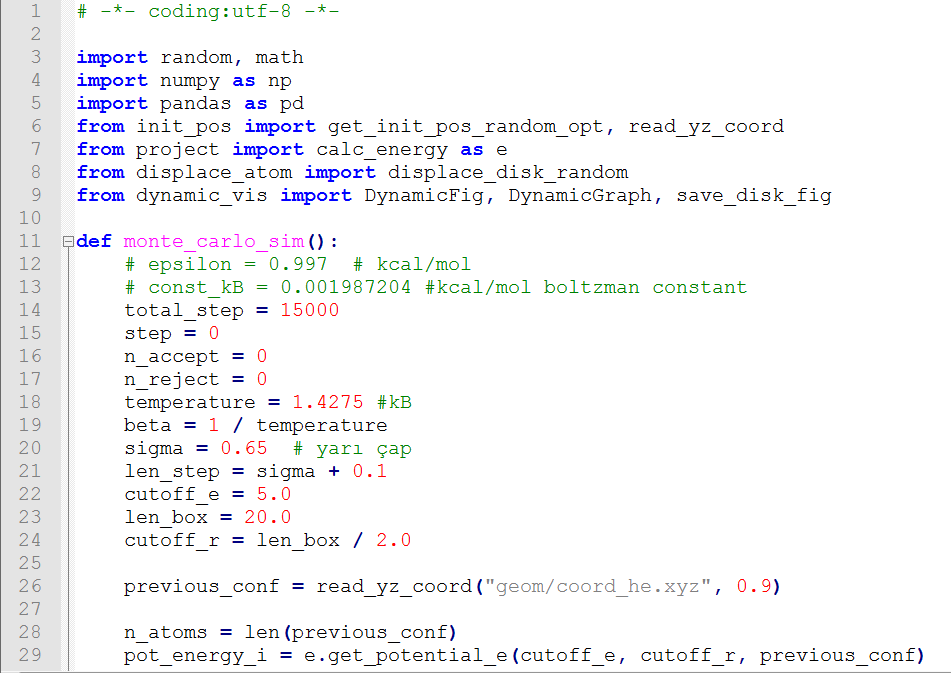 1 # -*- coding:utf-8 -*-
2
3 import random, math
4 import numpy as np
5 import pandas as pd
6 from init_pos import get_init_pos_random_opt, read_yz_coord
7 from project import calc_energy as e
8 from displace_atom import displace_disk_random
9 from dynamic_vis import DynamicFig, DynamicGraph, save_disk_fig
10
11 def monte_carlo_sim():
12     # epsilon = 0.997  # kcal/mol
13     # const_kB = 0.001987204 #kcal/mol boltzman constant
14     total_step = 15000
15     step = 0
16     n_accept = 0
17     n_reject = 0
18     temperature = 1.4275 #kB
19     beta = 1 / temperature
20     sigma = 0.65  # yarı çap
21     len_step = sigma + 0.1
22     cutoff_e = 5.0
23     len_box = 20.0
24     cutoff_r = len_box / 2.0
25
26     previous_conf = read_yz_coord("geom/coord_he.xyz", 0.9)
27
28     n_atoms = len(previous_conf)
29     pot_energy_i = e.get_potential_e(cutoff_e, cutoff_r, previous_conf)